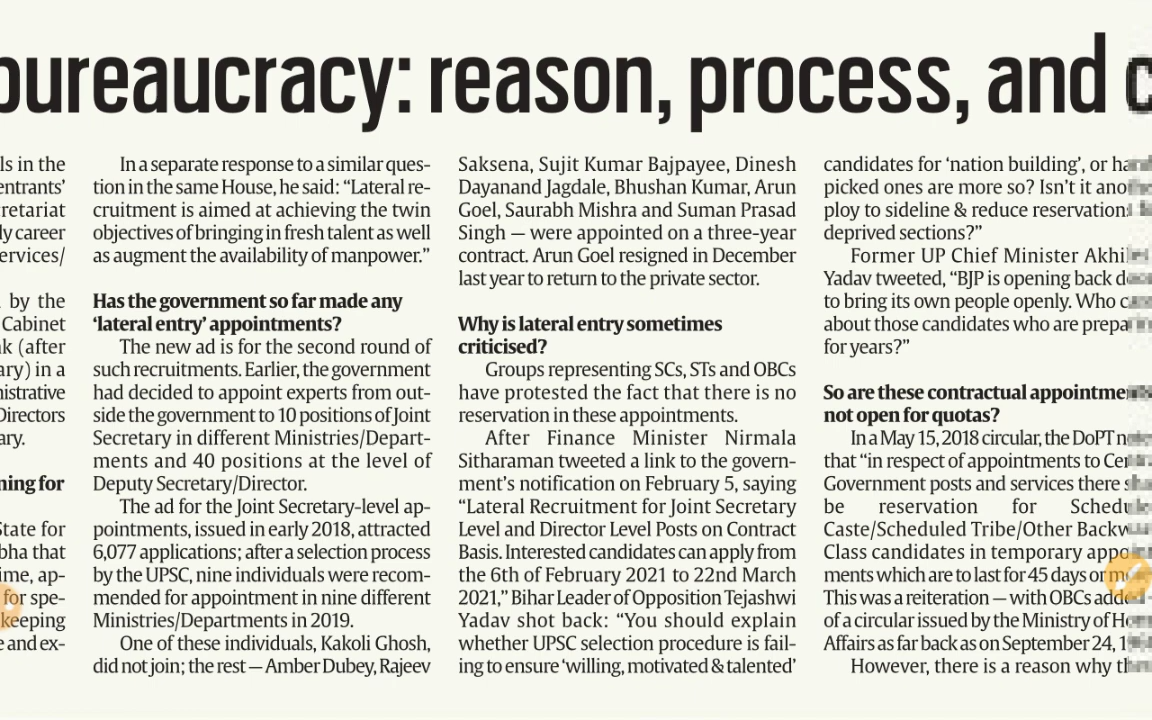 bureaucracy: reason, process, and
ls in the
entrants'
retariat
ly career
ervices/
by the
Cabinet
k (after
ary) in a
nistrative
Directors
ary.
ning for
State for
bha that
ime, ap-
for spe-
keeping
e and ex-
In a separate response to a similar ques-
tion in the same House, he said: “Lateral re-
cruitment is aimed at achieving the twin
objectives of bringing in fresh talent as well
as augment the availability of manpower.”
Has the government so far made any
‘lateral entry’ appointments?
The new ad is for the second round of
such recruitments. Earlier, the government
had decided to appoint experts from out-
side the government to 10 positions of Joint
Secretary in different Ministries/Depart-
ments and 40 positions at the level of
Deputy Secretary/Director.
The ad for the Joint Secretary-level ap-
pointments, issued in early 2018, attracted
6,077 applications; after a selection process
by the UPSC, nine individuals were recom-
mended for appointment in nine different
Ministries/Departments in 2019.
One of these individuals, Kakoli Ghosh,
did not join; the rest — Amber Dubey, Rajeev
Saksena, Sujit Kumar Bajpayee, Dinesh
Dayanand Jagdale, Bhushan Kumar, Arun
Goel, Saurabh Mishra and Suman Prasad
Singh — were appointed on a three-year
contract. Arun Goel resigned in December
last year to return to the private sector.
Why is lateral entry sometimes
criticised?
Groups representing SCs, STs and OBCs
have protested the fact that there is no
reservation in these appointments.
After Finance Minister Nirmala
Sitharaman tweeted a link to the govern-
ment's notification on February 5, saying
“Lateral Recruitment for Joint Secretary
Level and Director Level Posts on Contract
Basis. Interested candidates can apply from
the 6th of February 2021 to 22nd March
2021,” Bihar Leader of Opposition Tejashwi
Yadav shot back: “You should explain
whether UPSC selection procedure is fail-
ing to ensure ‘willing, motivated & talented’
candidates for ‘nation building’, or
picked ones are more so? Isn't it
ploy to sideline & reduce reservation
deprived sections?”
Former UP Chief Minister
Yadav tweeted, “BJP is opening back
to bring its own people openly. Who
about those candidates who are
for years?”
So are these contractual
not open for quotas?
In a May 15, 2018 circular, the DoPT
that “in respect of appointments to
Government posts and services there
be reservation for
Caste/Scheduled Tribe/Other
Class candidates in temporary
ments which are to last for 45 days or
This was a reiteration — with OBCs
of a circular issued by the Ministry of
Affairs as far back as on September 24,
However, there is a reason why